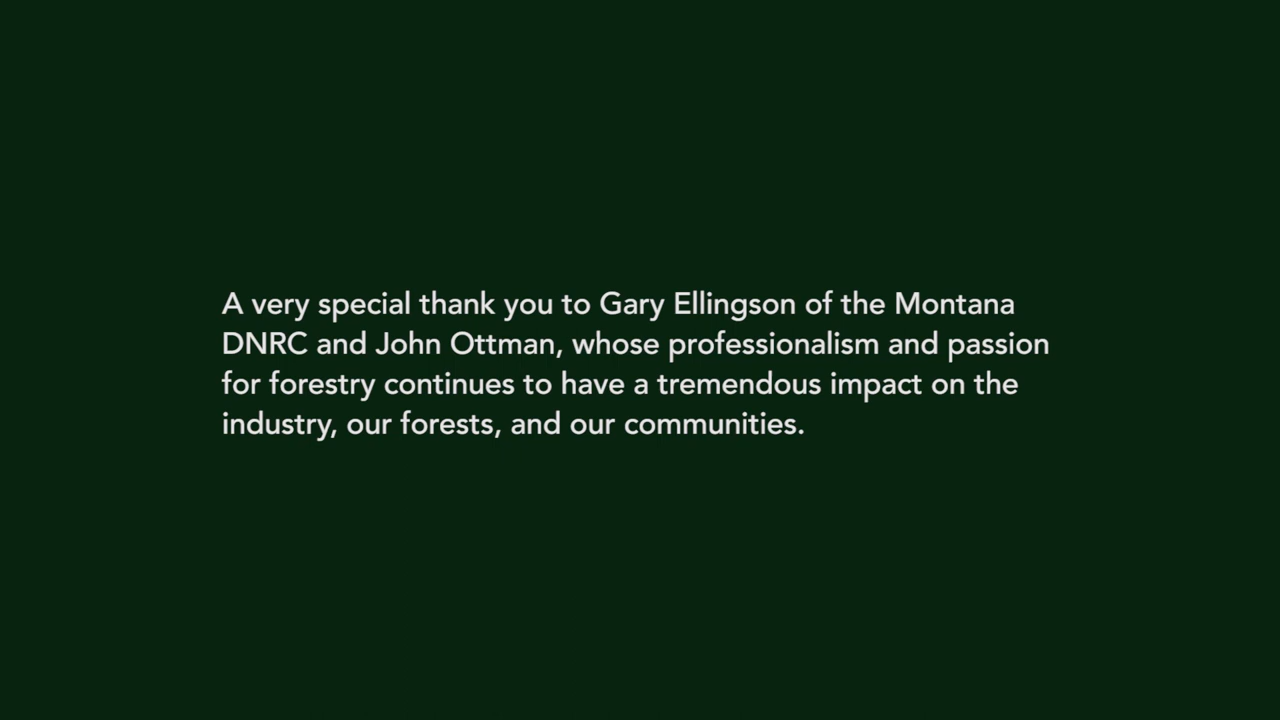 A very special thank you to Gary Ellingson of the Montana
DNRC and John Ottman, whose professionalism and passion
for forestry continues to have a tremendous impact on the
industry, our forests, and our communities.